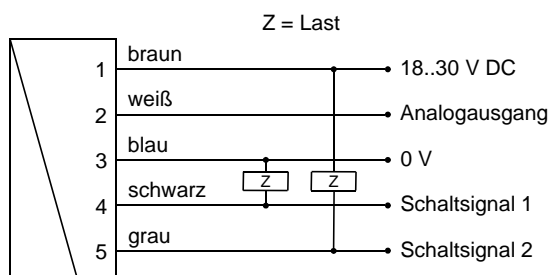 Z = Last
1 braun 18..30 V DC
2 weiß Analogausgang
3 blau 0 V
Z Z
4 schwarz Schaltsignal 1
5 grau Schaltsignal 2